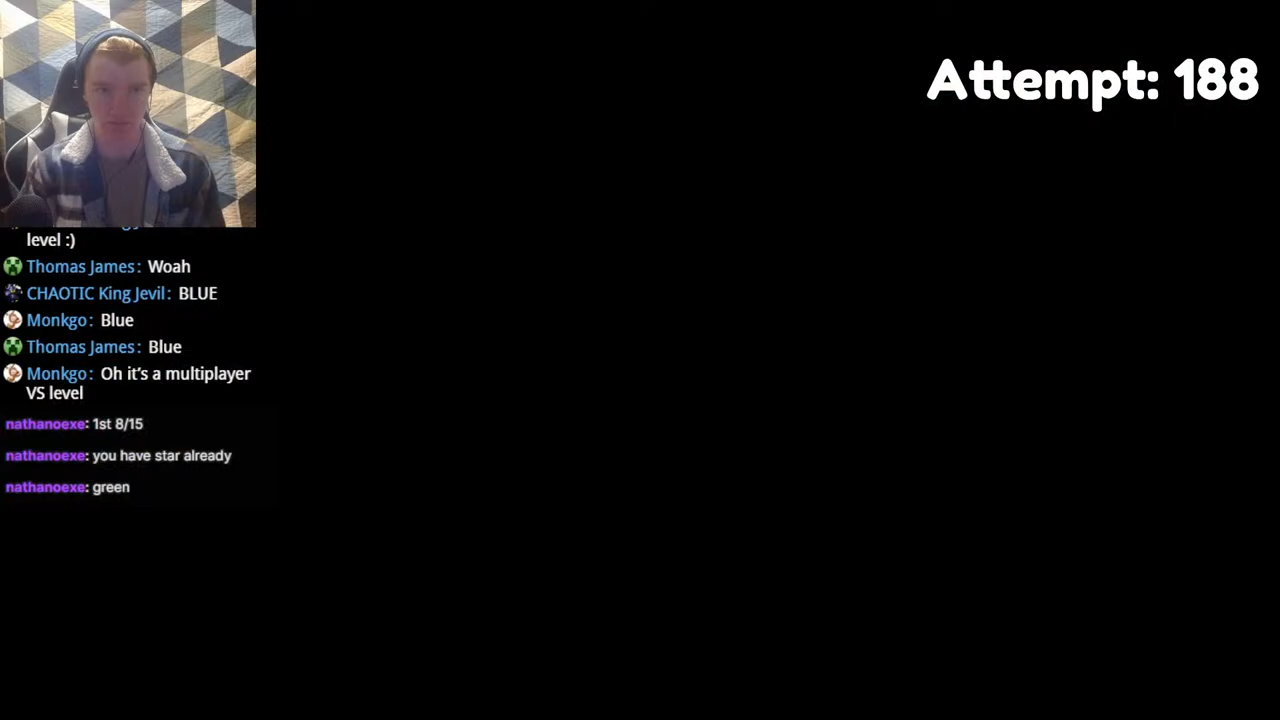 Attempt: 188
level :)
Thomas James: Woah
CHAOTIC King Jevil: BLUE
Monkgo: Blue
Thomas James: Blue
Monkgo: Oh it's a multiplayer
VS level
nathanoexe: 1st 8/15
nathanoexe: you have star already
nathanoexe: green